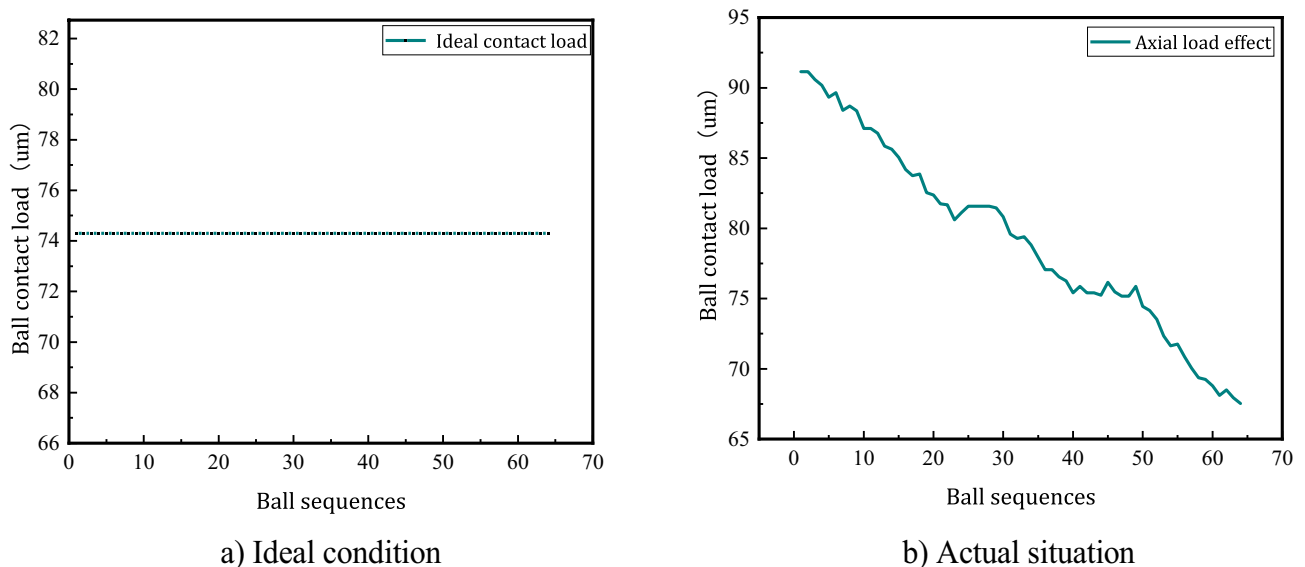 Ideal contact load
82
80
78
76
74
72
70
68
66
0 10 20 30 40 50 60 70
Ball contact load（um）
Ball sequences
a) Ideal condition
Axial load effect
95
90
85
80
75
70
65
0 10 20 30 40 50 60 70
Ball contact load（um）
Ball sequences
b) Actual situation